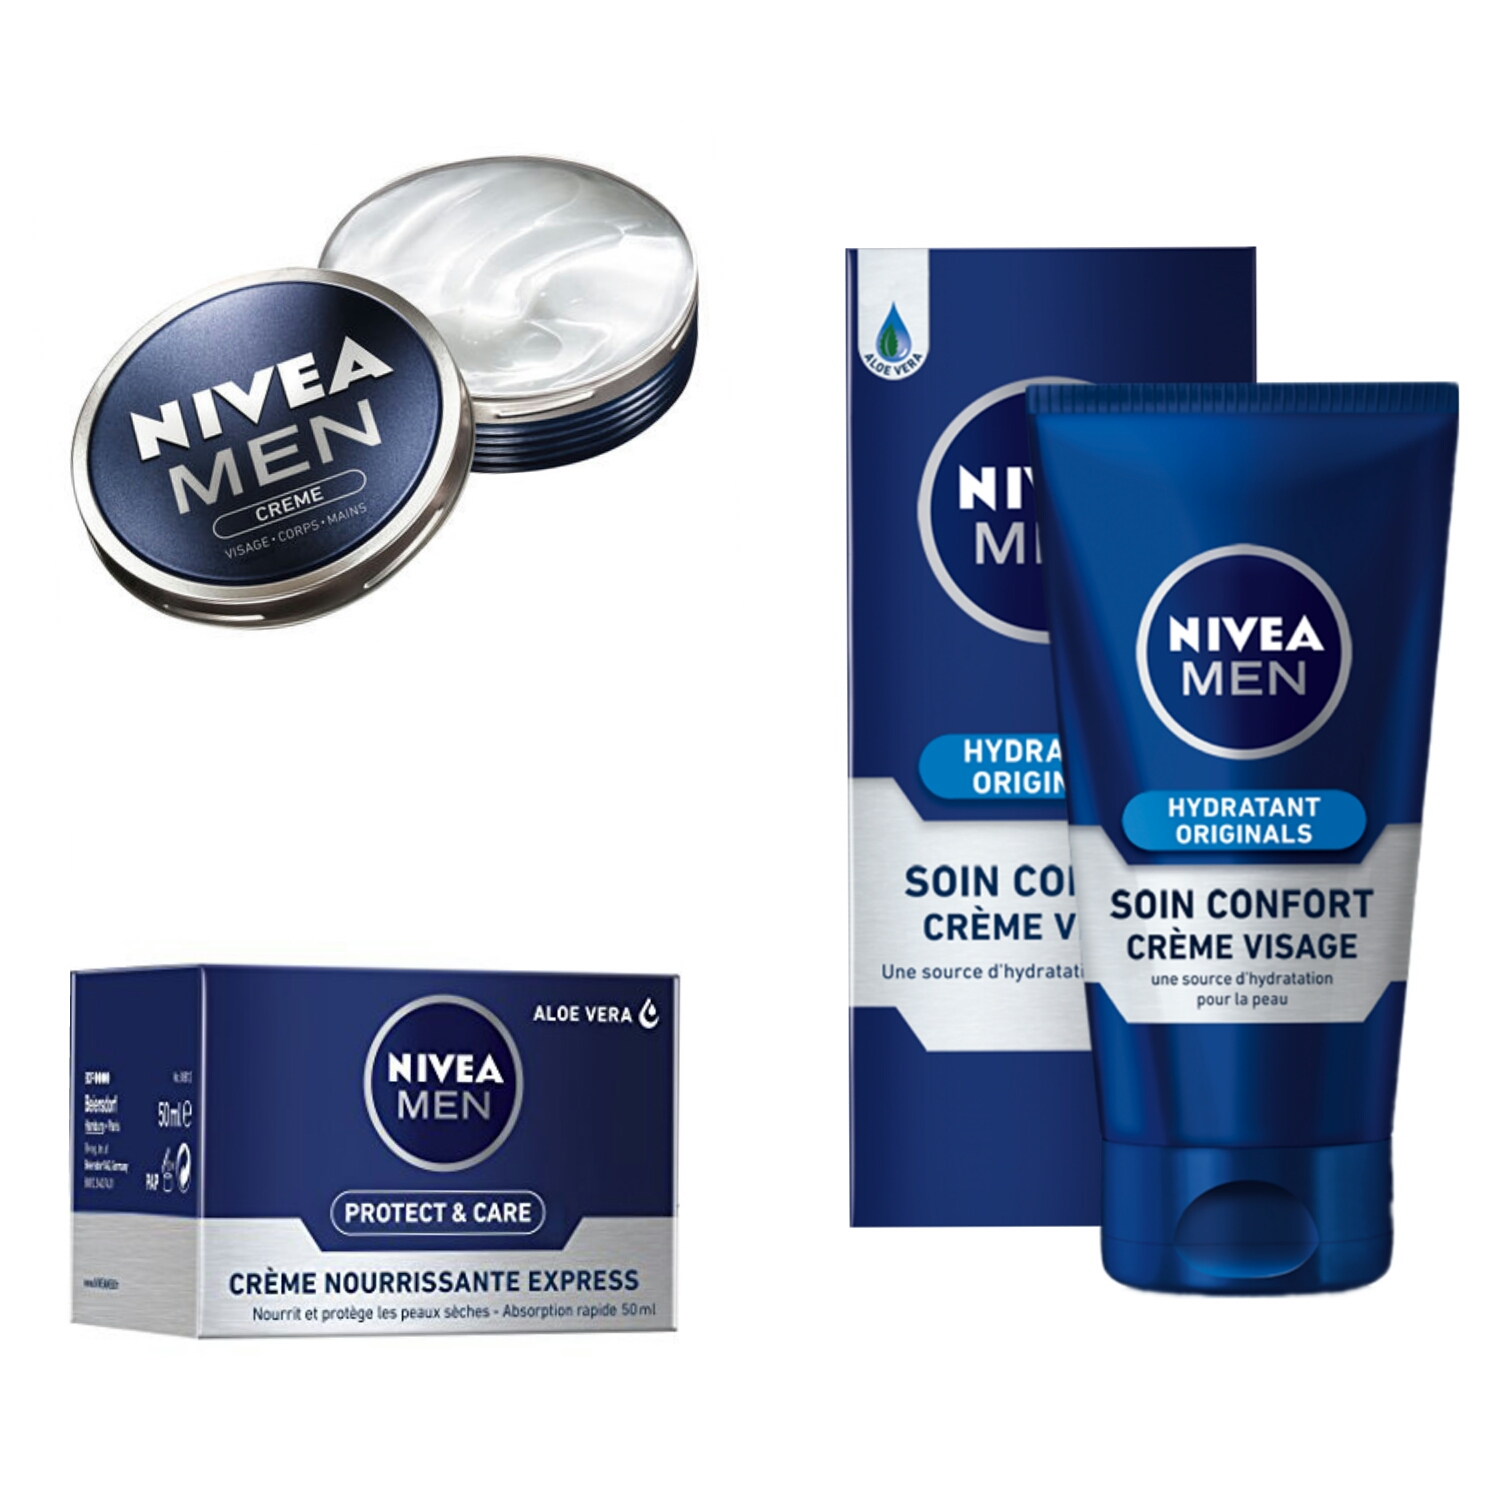 NIVEA
MEN
CREME
VISAGE • CORPS • MAINS
ALOE VERA
HYDRA
ORIGIN
SOIN CO
CRÈME V
Une source d'hydratati
NIVEA
MEN
HYDRATANT
ORIGINALS
SOIN CONFORT
CRÈME VISAGE
une source d'hydratation
pour la peau
ALOE VERA
NIVEA
MEN
PROTECT & CARE
CRÈME NOURRISSANTE EXPRESS
Nourrit et protège les peaux sèches - Absorption rapide 50ml
Beiersdorf
50ml e
PAP